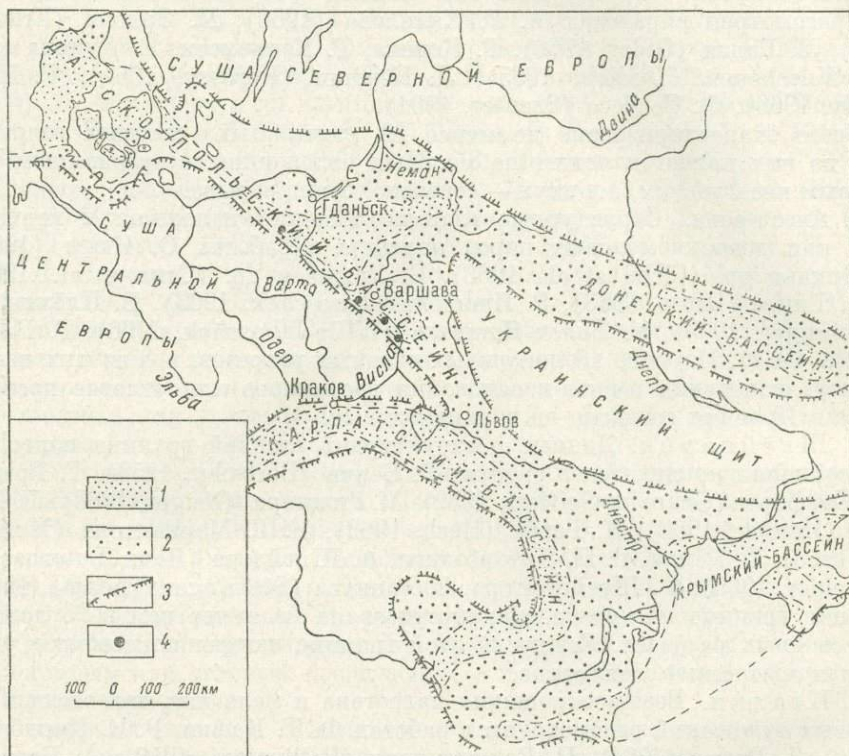 СУША СЕВЕРНОЙ ЕВРОПЫ
ДАТСКО-ПОЛЬСКИЙ БАССЕЙН
Даина
Неман
Гданьск
СУША
ЦЕНТРАЛЬНОЙ
ЕВРОПЫ
Варта
Варшава
Одер
Эльба
Висла
Краков
Львов
ДОНЕЦКИЙ БАССЕЙН
УКРАИНСКИЙ
ЩИТ
Днепр
КАРПАТСКИЙ БАССЕЙН
Днестр
КРЫМСКИЙ БАССЕЙН
1
2
3
4
100 0 100 200км